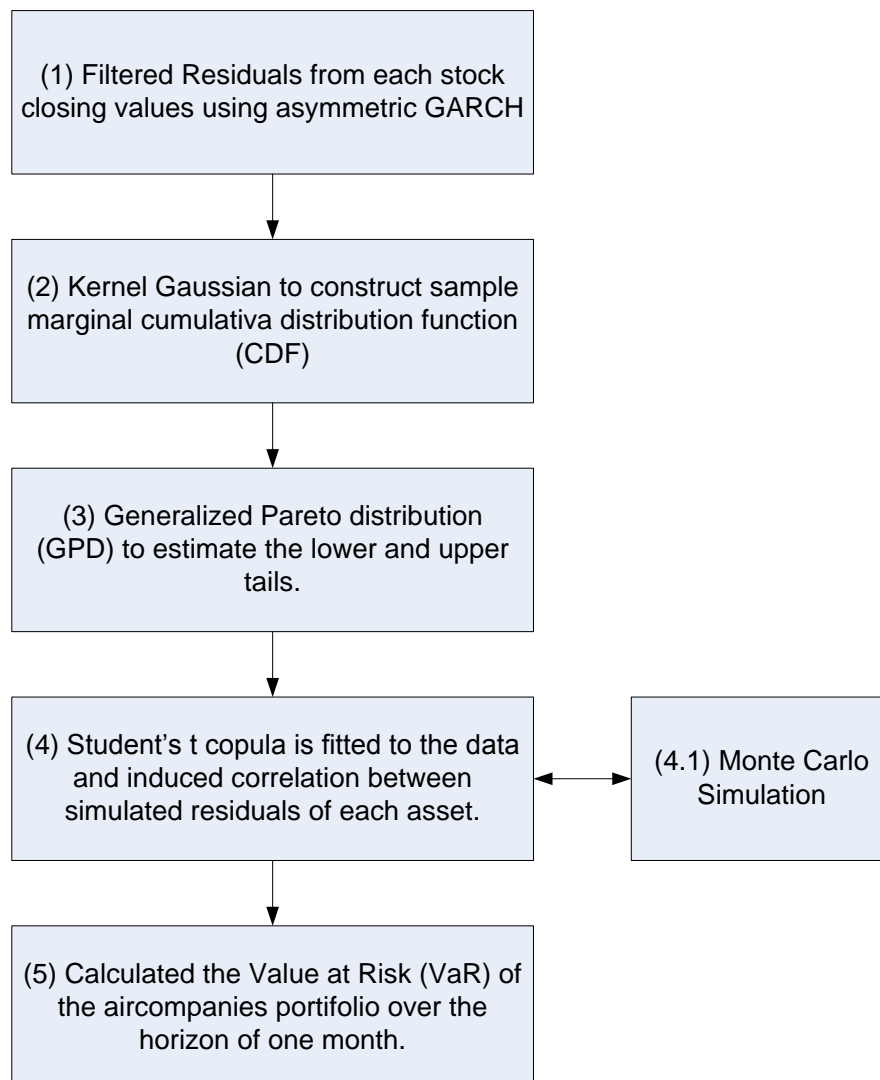 (1) Filtered Residuals from each stock
closing values using asymmetric GARCH
(2) Kernel Gaussian to construct sample
marginal cumulativa distribution function
(CDF)
(3) Generalized Pareto distribution
(GPD) to estimate the lower and upper
tails.
(4) Student’s t copula is fitted to the data
and induced correlation between
simulated residuals of each asset.
(4.1) Monte Carlo
Simulation
(5) Calculated the Value at Risk (VaR) of
the aircompanies portifolio over the
horizon of one month.